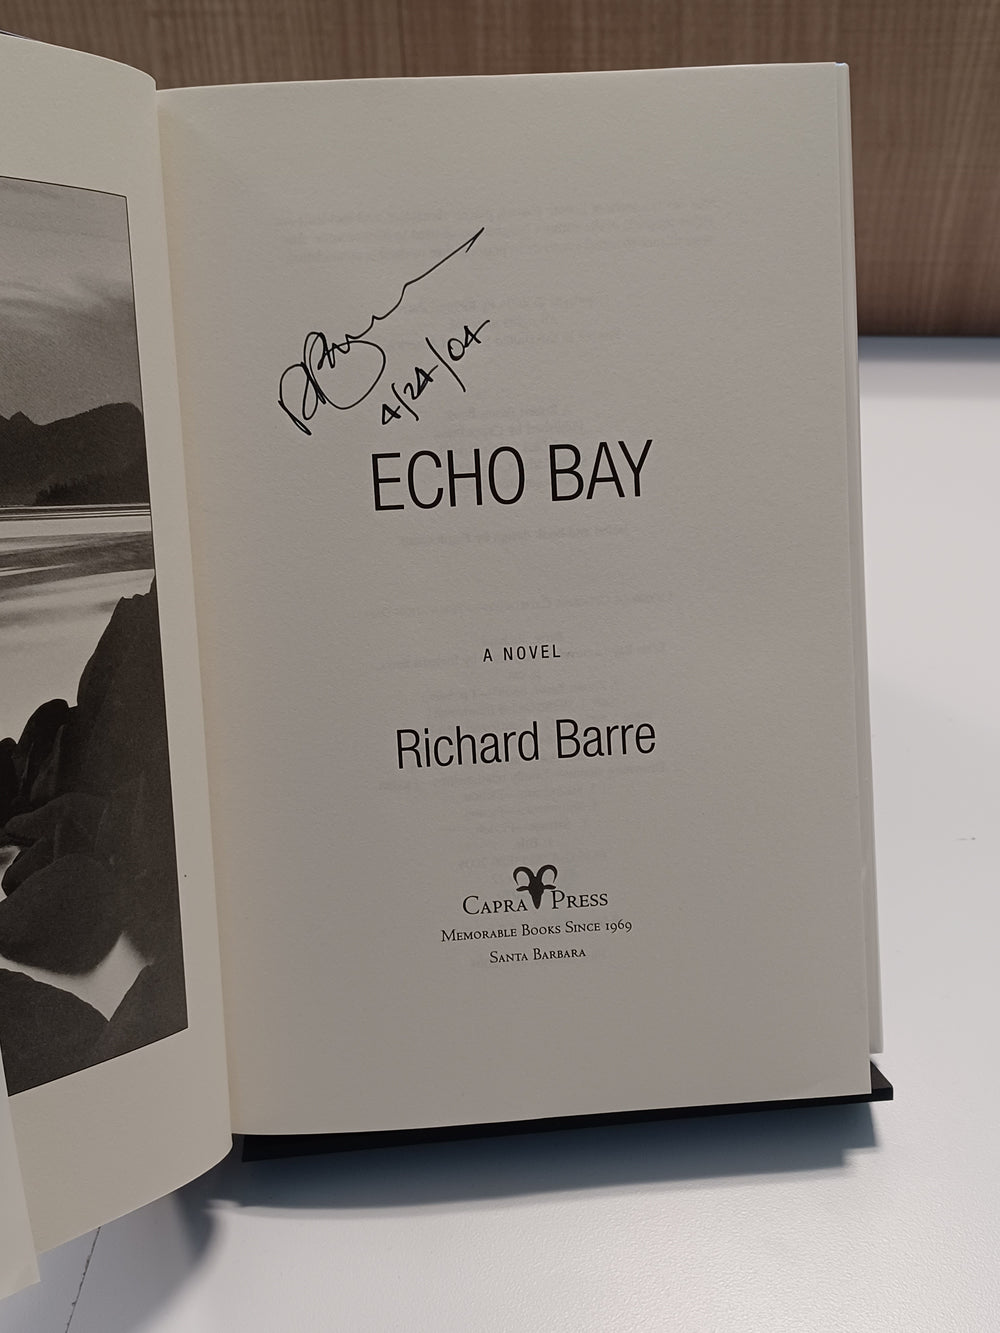 4/24/04
ECHO BAY
A NOVEL
Richard Barre
CAPRA PRESS
MEMORABLE BOOKS SINCE 1969
SANTA BARBARA